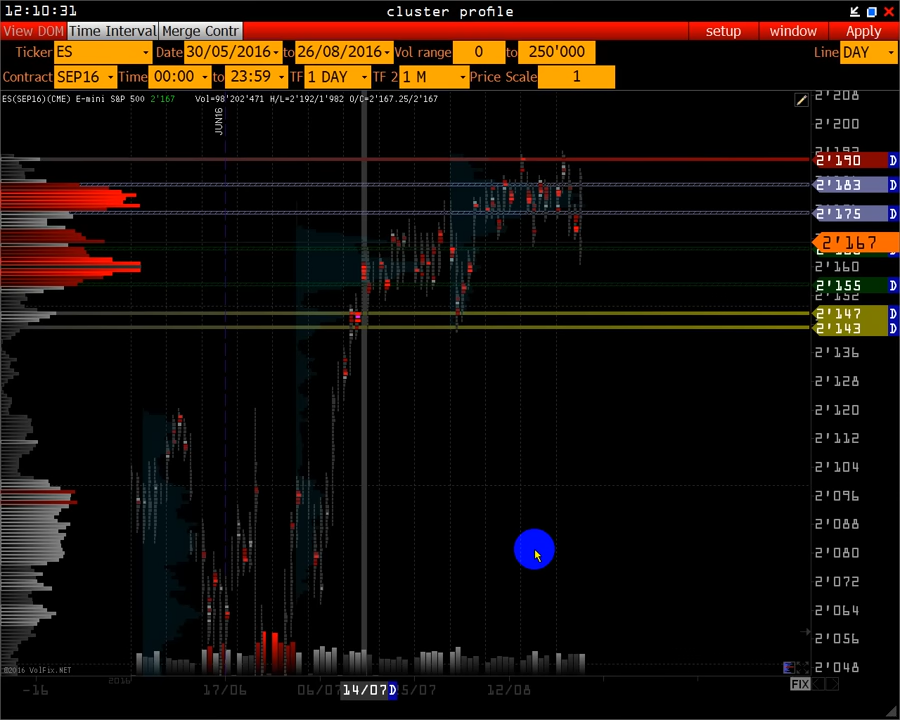 12:10:31 cluster profile
View DOM Time Interval Merge Contr setup window Apply
Ticker ES Date 30/05/2016 to 26/08/2016 Vol range 0 to 250'000 Line DAY
Contract SEP16 Time 00:00 to 23:59 TF 1 DAY TF 2 1 M Price Scale 1
ES(SEP16)(CME) E-mini S&P 500 2'167 Vol=98'202'471 H/L=2'192/1'982 O/C=2'167.25/2'167
JUN16
2'208
2'200
2'190 D
2'183 D
2'175 D
2'167
2'160
2'155 D
2'152
2'147 D
2'143 D
2'136
2'128
2'120
2'112
2'104
2'096
2'088
2'080
2'072
2'064
2'056
2'048
©2016 VolFix.NET
FIX
-16 2016 17/06 06/07 14/07 D 5/07 12/08